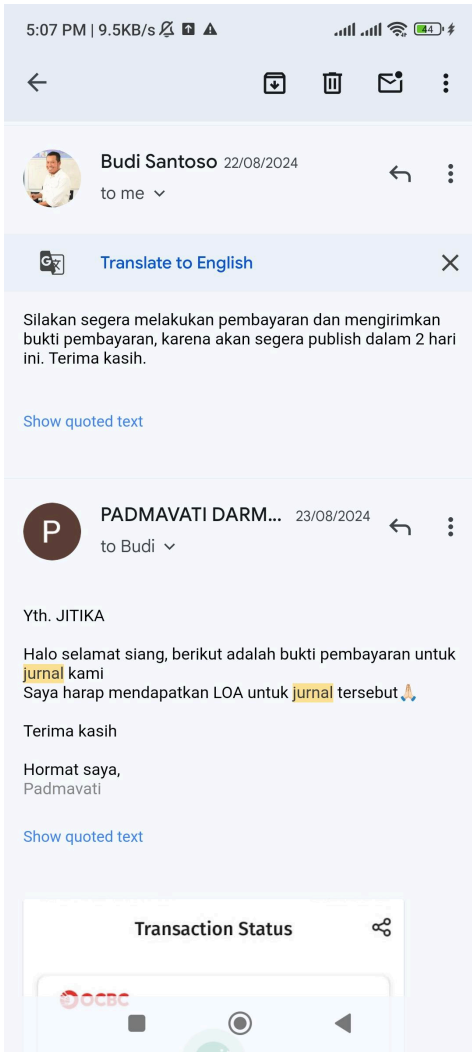 5:07 PM | 9.5KB/s
44
Budi Santoso 22/08/2024
to me
Translate to English
Silakan segera melakukan pembayaran dan mengirimkan
bukti pembayaran, karena akan segera publish dalam 2 hari
ini. Terima kasih.
Show quoted text
P
PADMAVATI DARM... 23/08/2024
to Budi
Yth. JITIKA
Halo selamat siang, berikut adalah bukti pembayaran untuk
jurnal kami
Saya harap mendapatkan LOA untuk jurnal tersebut🙏🏻
Terima kasih
Hormat saya,
Padmavati
Show quoted text
Transaction Status
OCBC